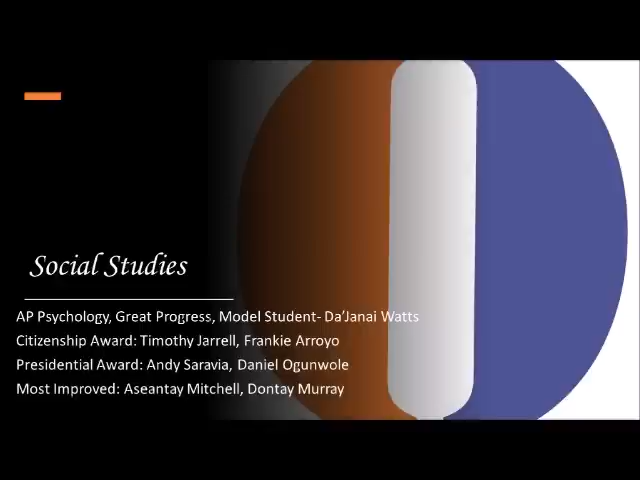 Social Studies
AP Psychology, Great Progress, Model Student- Da'Janai Watts
Citizenship Award: Timothy Jarrell, Frankie Arroyo
Presidential Award: Andy Saravia, Daniel Ogunwole
Most Improved: Aseantay Mitchell, Dontay Murray